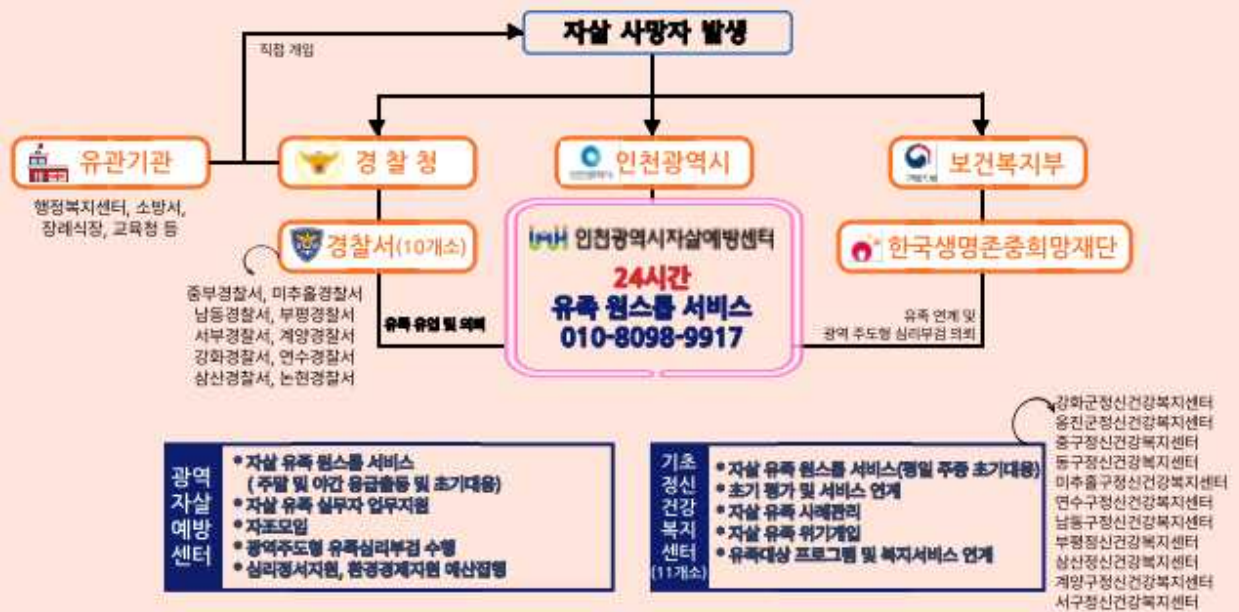 자살 사망자 발생
직접 개입
유관기관
경찰청
인천광역시
보건복지부
행정복지센터, 소방서,
장례식장, 교육청 등
경찰서(10개소)
인천광역시자살예방센터
한국생명존중희망재단
24시간
유족 원스톱 서비스
010-8098-9917
중부경찰서, 미추홀경찰서
남동경찰서, 부평경찰서
서부경찰서, 계양경찰서
강화경찰서, 연수경찰서
삼산경찰서, 논현경찰서
유족 유입 및 의뢰
유족 연계 및
광역 주도형 심리부검 의뢰
광역
자살
예방
센터
* 자살 유족 원스톱 서비스
( 주말 및 야간 응급출동 및 초기대응)
* 자살 유족 실무자 업무지원
* 자조모임
* 광역주도형 유족심리부검 수행
* 심리정서지원, 환경경제지원 예산집행
기초
정신
건강
복지
센터
(11개소)
* 자살 유족 원스톱 서비스(평일 주중 초기대응)
* 초기 평가 및 서비스 연계
* 자살 유족 사례관리
* 자살 유족 위기개입
* 유족대상 프로그램 및 복지서비스 연계
강화군정신건강복지센터
옹진군정신건강복지센터
중구정신건강복지센터
동구정신건강복지센터
미추홀구정신건강복지센터
연수구정신건강복지센터
남동구정신건강복지센터
부평정신건강복지센터
삼산정신건강복지센터
계양구정신건강복지센터
서구정신건강복지센터